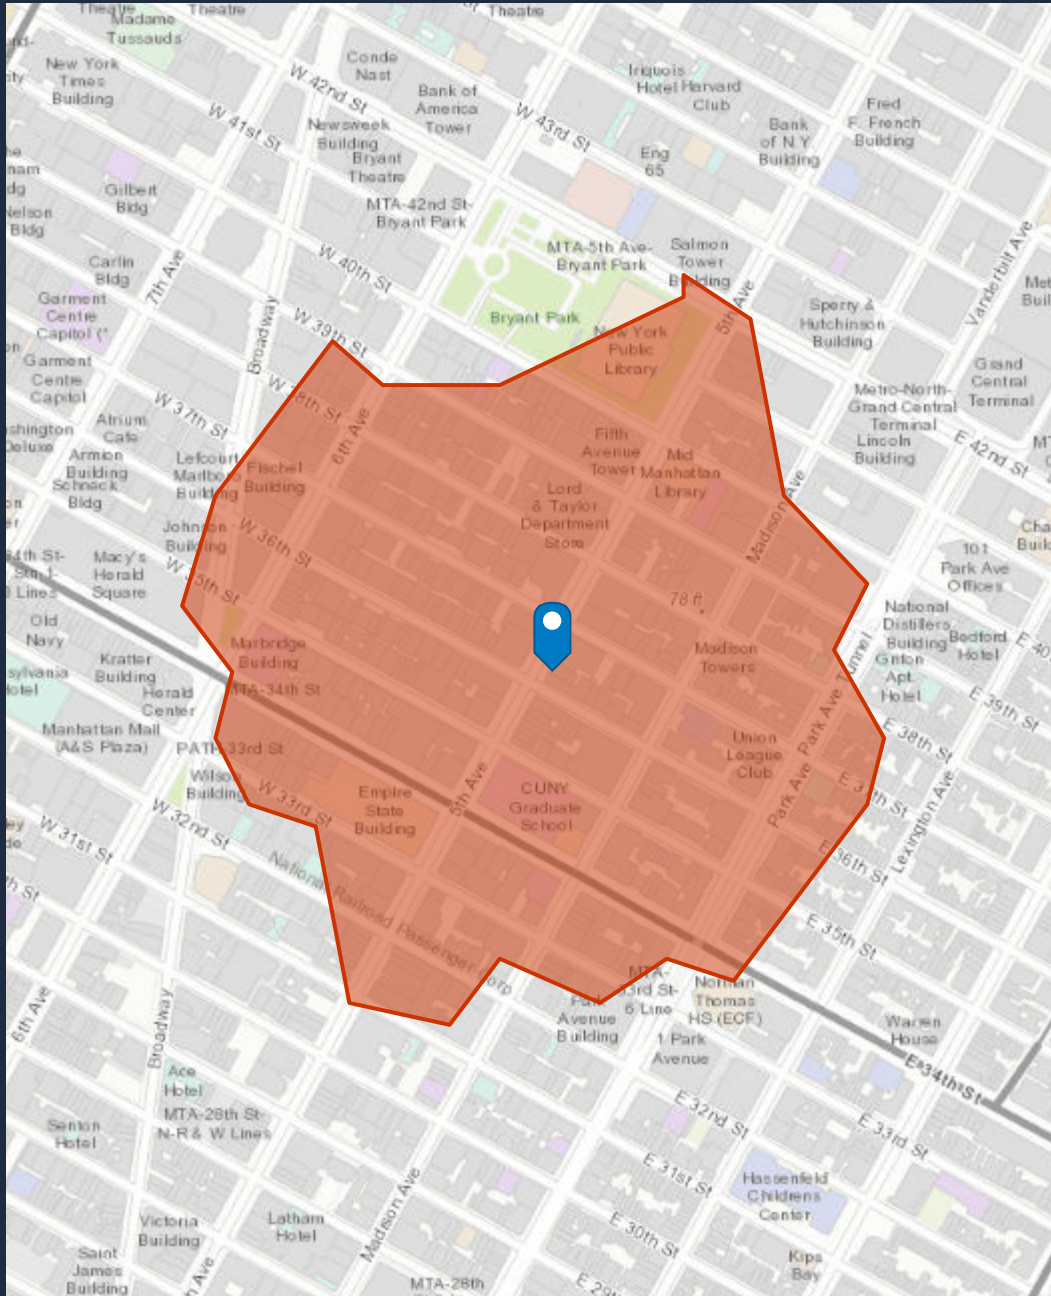 Theatre
Theatre
Theatre
Madame
Tussauds
New York
Times
Building
Conde
Nast
Bank of
America
Tower
Iriquois
Hotel
Harvard
Club
Fred
F. French
Building
Bank
of N.Y.
Building
W 42nd St
W 41st St
W 43rd St
Newsweek
Building
Bryant
Theatre
Eng
65
Gilbert
Bldg
Bldg
MTA-42nd St-
Bryant Park
MTA-5th Ave-
Bryant Park
Salmon
Tower
Building
Vanderbilt Ave
Carlin
Bldg
7th Ave
W 40th St
Garment
Centre
Capitol (*
Broadway
W 39th St
Bryant Park
New York
Public
Library
5th Ave
Sperry &
Hutchinson
Building
Grand
Central
Terminal
Garment
Centre
Capitol
W 38th St
W 37th St
6th Ave
Metro-North-
Grand Central
Terminal
Lincoln
Building
E 42nd St
Atrium
Cafe
Armion
Building
Schneck
Bldg
Lefcourt
Marlboro
Building
Fischel
Building
Fifth
Avenue
Tower
Mid
Manhattan
Library
Lord
& Taylor
Department
Store
Madison Ave
Johnson
Building
W 36th St
W 35th St
Macy's
Herald
Square
101
Park Ave
Offices
Old
Navy
78 ft
National
Distillers
Building
Bedford
Hotel
Marbridge
Building
Madison
Towers
Kratter
Building
Herald
Center
MTA-34th St
Griton
Apt.
Hotel
Park Ave Tunnel
E 39th St
E 38th St
Manhattan Mall
(A&S Plaza)
PATH-33rd St
Union
League
Club
Wilson
Building
W 33rd St
Empire
State
Building
5th Ave
CUNY
Graduate
School
Park Ave
E 37th St
Lexington Ave
W 32nd St
W 31st St
E 36th St
National Railroad Passenger Corp
E 35th St
MTA-
33rd St-
6 Line
Norman
Thomas
HS (ECF)
Park
Avenue
Building
1 Park
Avenue
Warren
House
6th Ave
Broadway
E 34th St
Ace
Hotel
MTA-28th St-
N-R & W Lines
Senton
Hotel
E 32nd St
E 33rd St
E 31st St
Hassenfeld
Childrens
Center
Madison Ave
Victoria
Building
Latham
Hotel
E 30th St
Saint
James
Building
Kips
Bay
MTA-28th